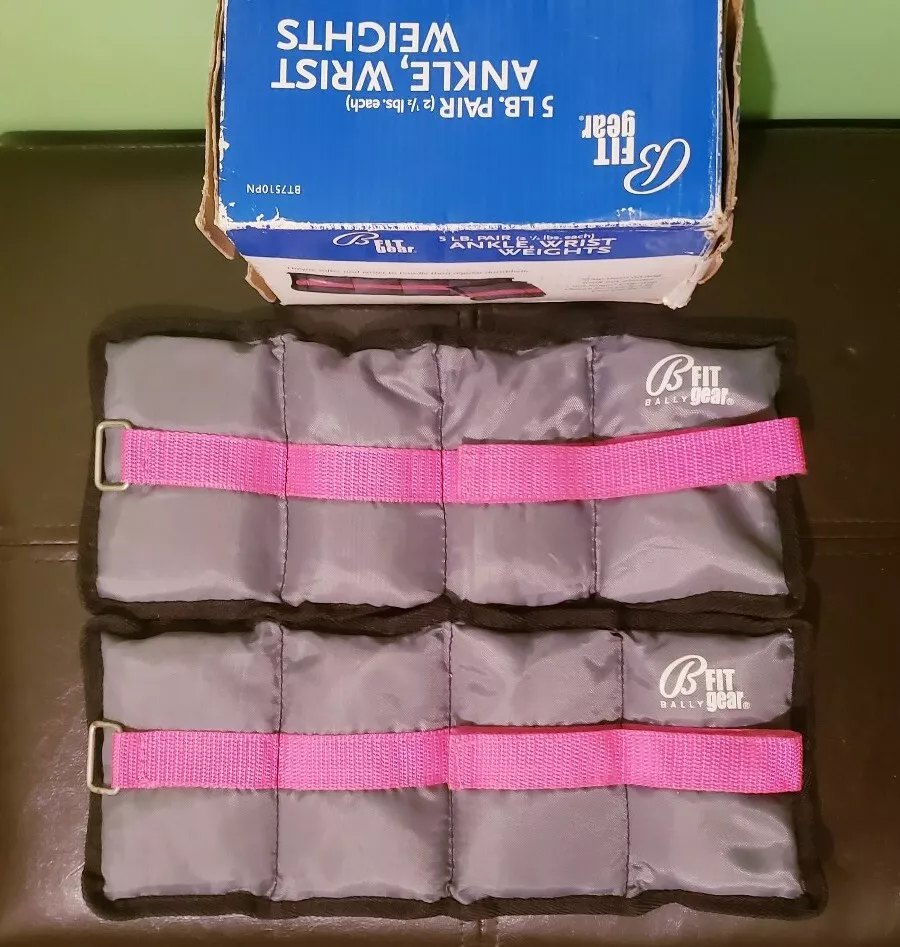 B FIT
gear.
5 LB. PAIR (2 ½ lbs. each)
ANKLE, WRIST
WEIGHTS
BT7510PN
B FIT
gear.
5 LB. PAIR (2 ½ lbs. each)
ANKLE, WRIST
WEIGHTS
B FIT
BALLY gear®
B FIT
BALLY gear®